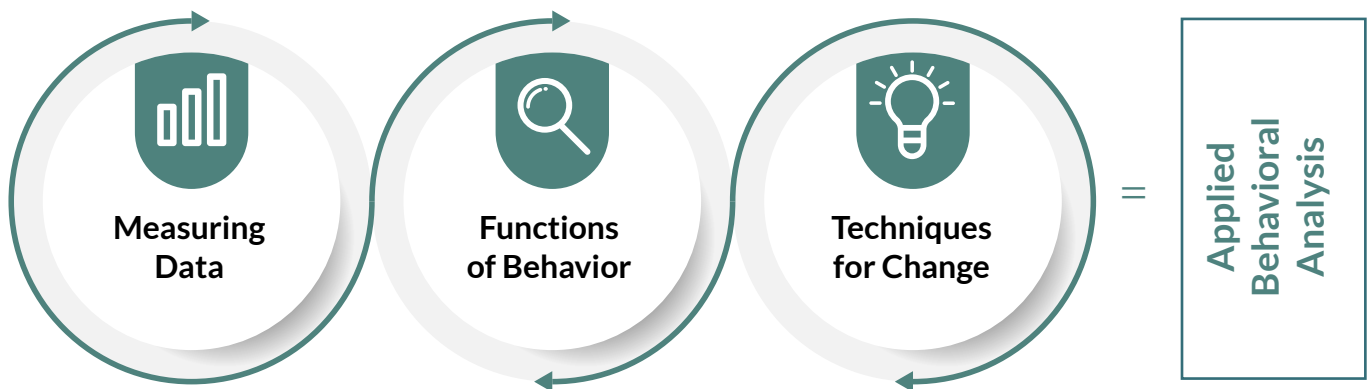 Measuring
Data
Functions
of Behavior
Techniques
for Change
=
Applied
Behavioral
Analysis